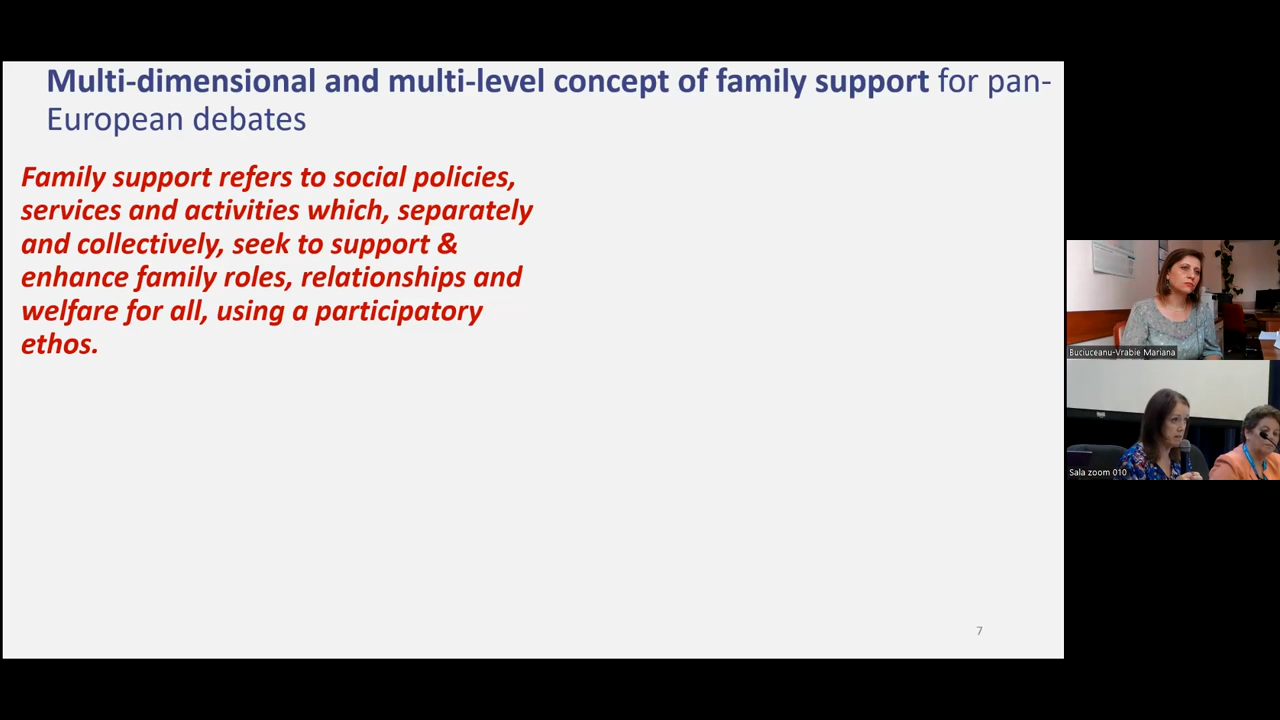 Multi-dimensional and multi-level concept of family support for pan-
European debates
Family support refers to social policies,
services and activities which, separately
and collectively, seek to support &
enhance family roles, relationships and
welfare for all, using a participatory
ethos.
7
Buciuceanu-Vrabie Mariana
Sala zoom 010